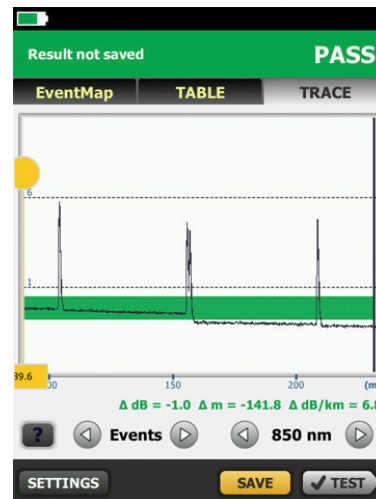 Result not saved
PASS
EventMap
TABLE
TRACE
6
1
39.6
00
150
200
(m
Δ dB = -1.0 Δ m = -141.8 Δ dB/km = 6.8
?
Events
850 nm
SETTINGS
SAVE
TEST